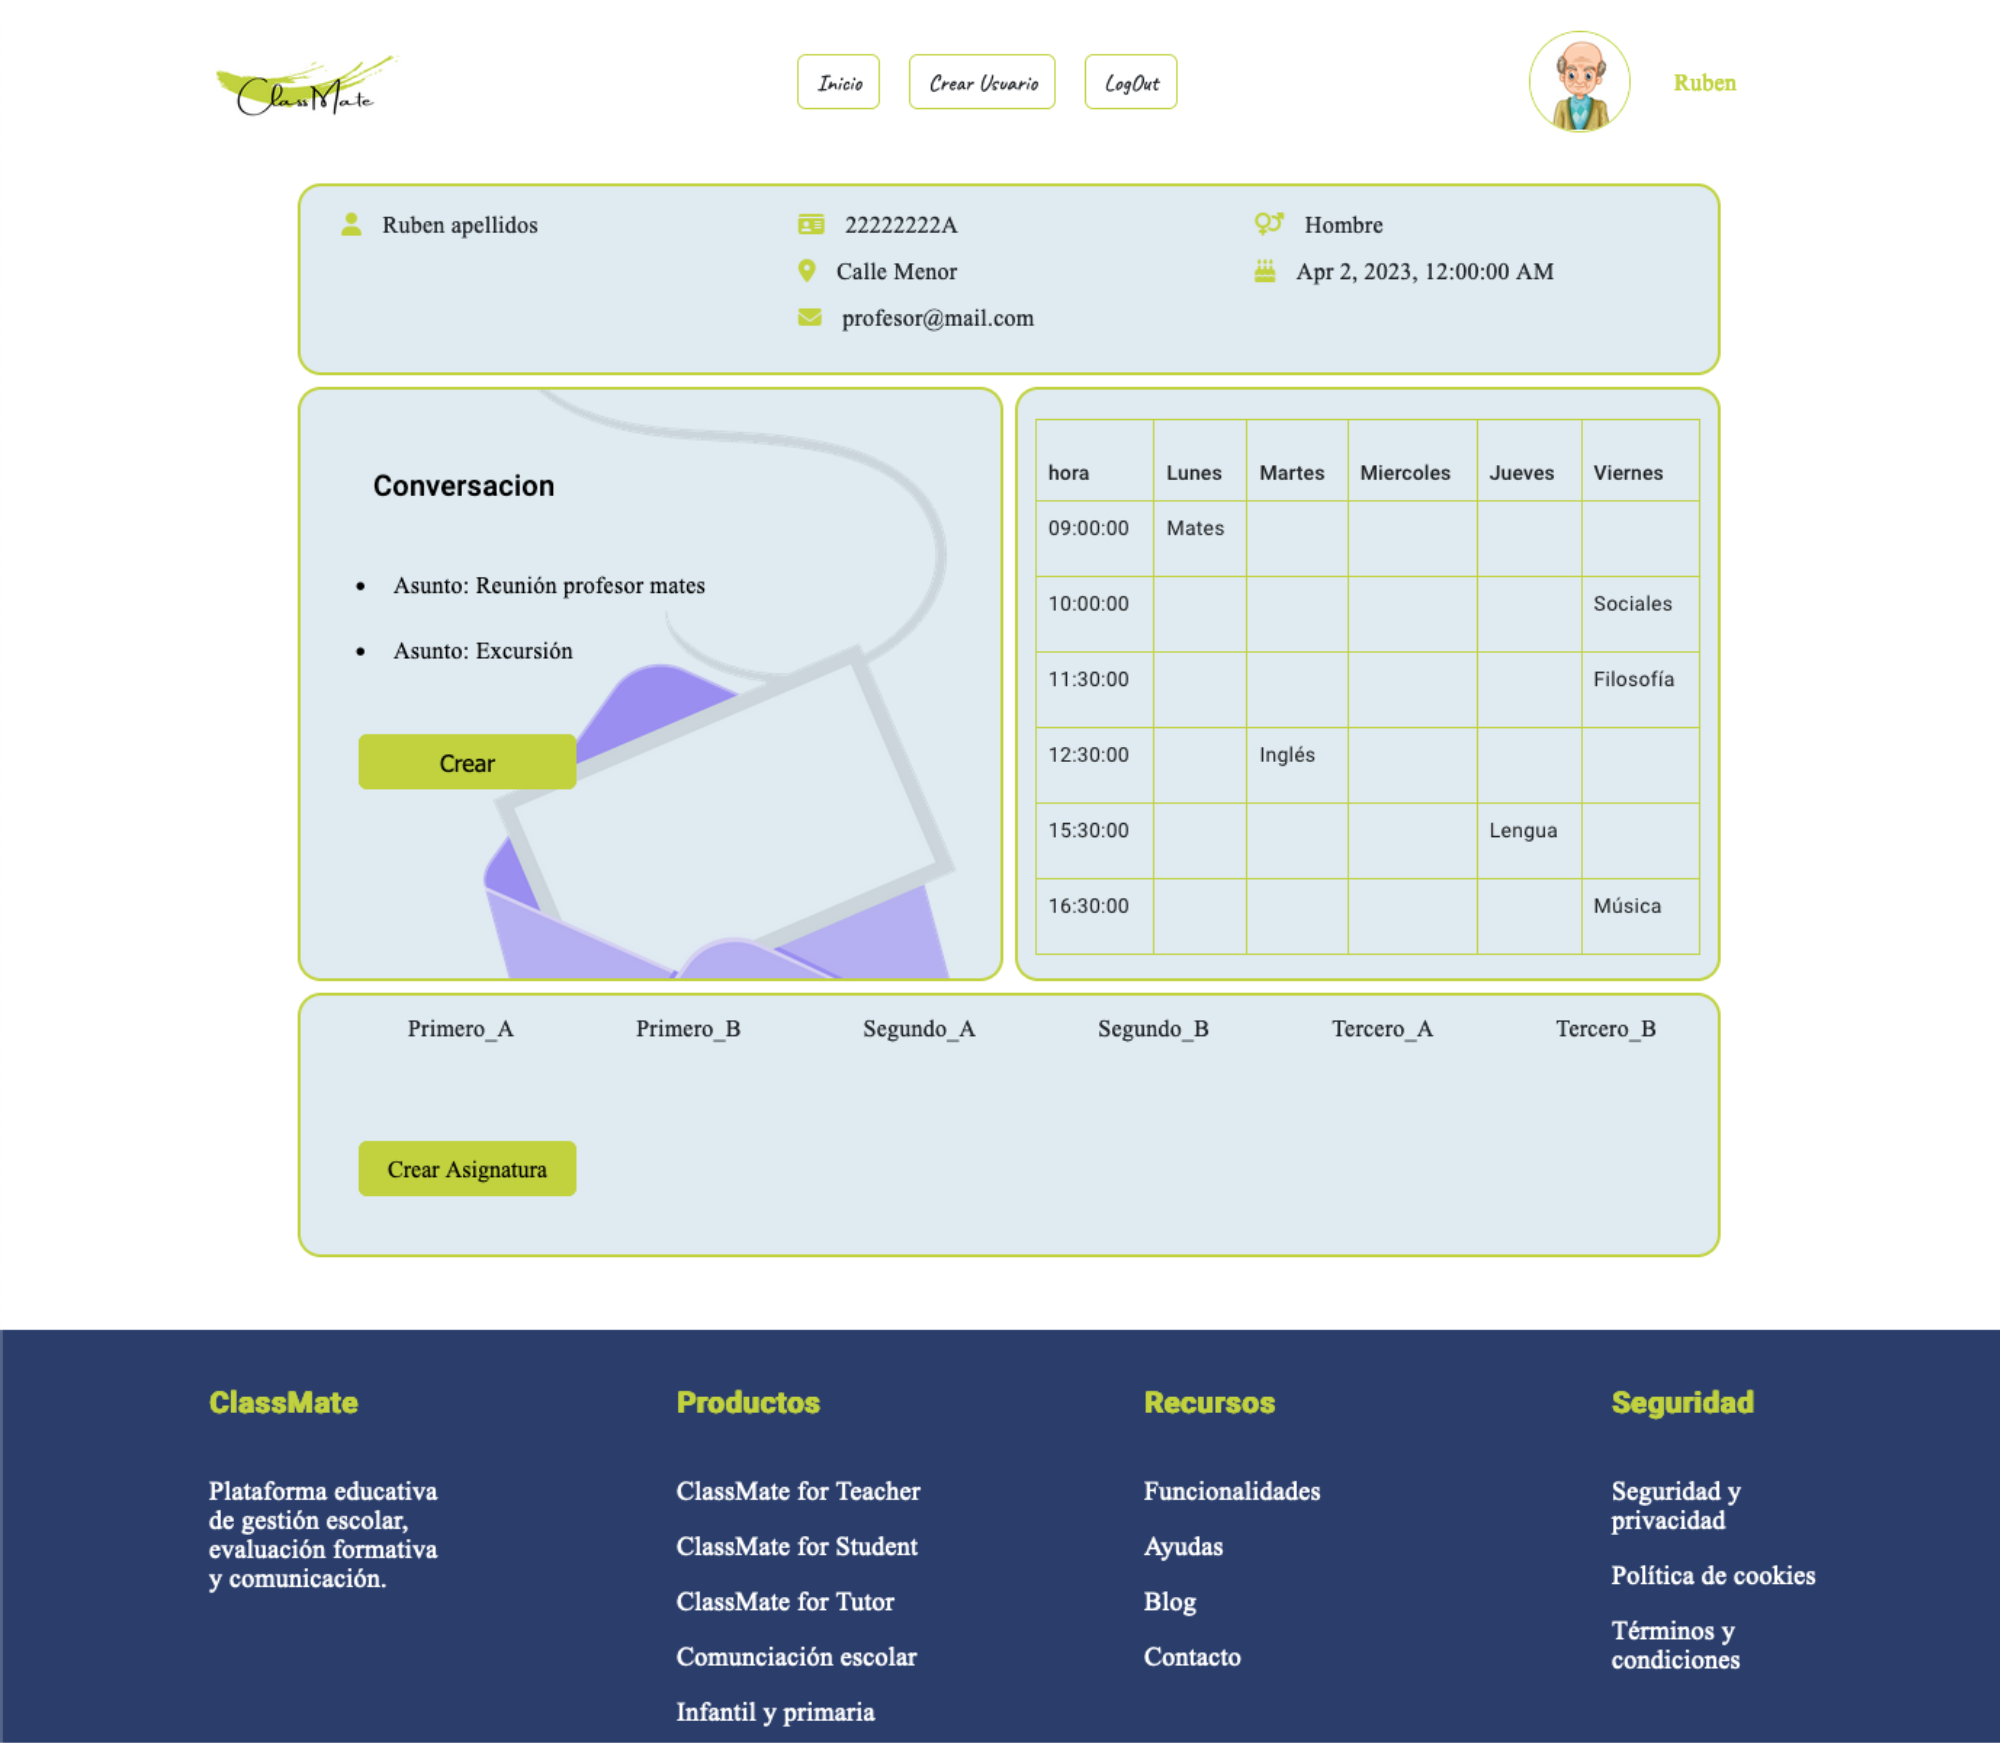 ClassMate
Inicio
Crear Usuario
LogOut
Ruben
Ruben apellidos
22222222A
Hombre
Calle Menor
Apr 2, 2023, 12:00:00 AM
profesor@mail.com
Conversacion
Asunto: Reunión profesor mates
Asunto: Excursión
Crear
hora Lunes Martes Miercoles Jueves Viernes
09:00:00 Mates
10:00:00 Sociales
11:30:00 Filosofía
12:30:00 Inglés
15:30:00 Lengua
16:30:00 Música
Primero_A Primero_B Segundo_A Segundo_B Tercero_A Tercero_B
Crear Asignatura
ClassMate
Plataforma educativa
de gestión escolar,
evaluación formativa
y comunicación.
Productos
ClassMate for Teacher
ClassMate for Student
ClassMate for Tutor
Comunciación escolar
Infantil y primaria
Recursos
Funcionalidades
Ayudas
Blog
Contacto
Seguridad
Seguridad y
privacidad
Política de cookies
Términos y
condiciones